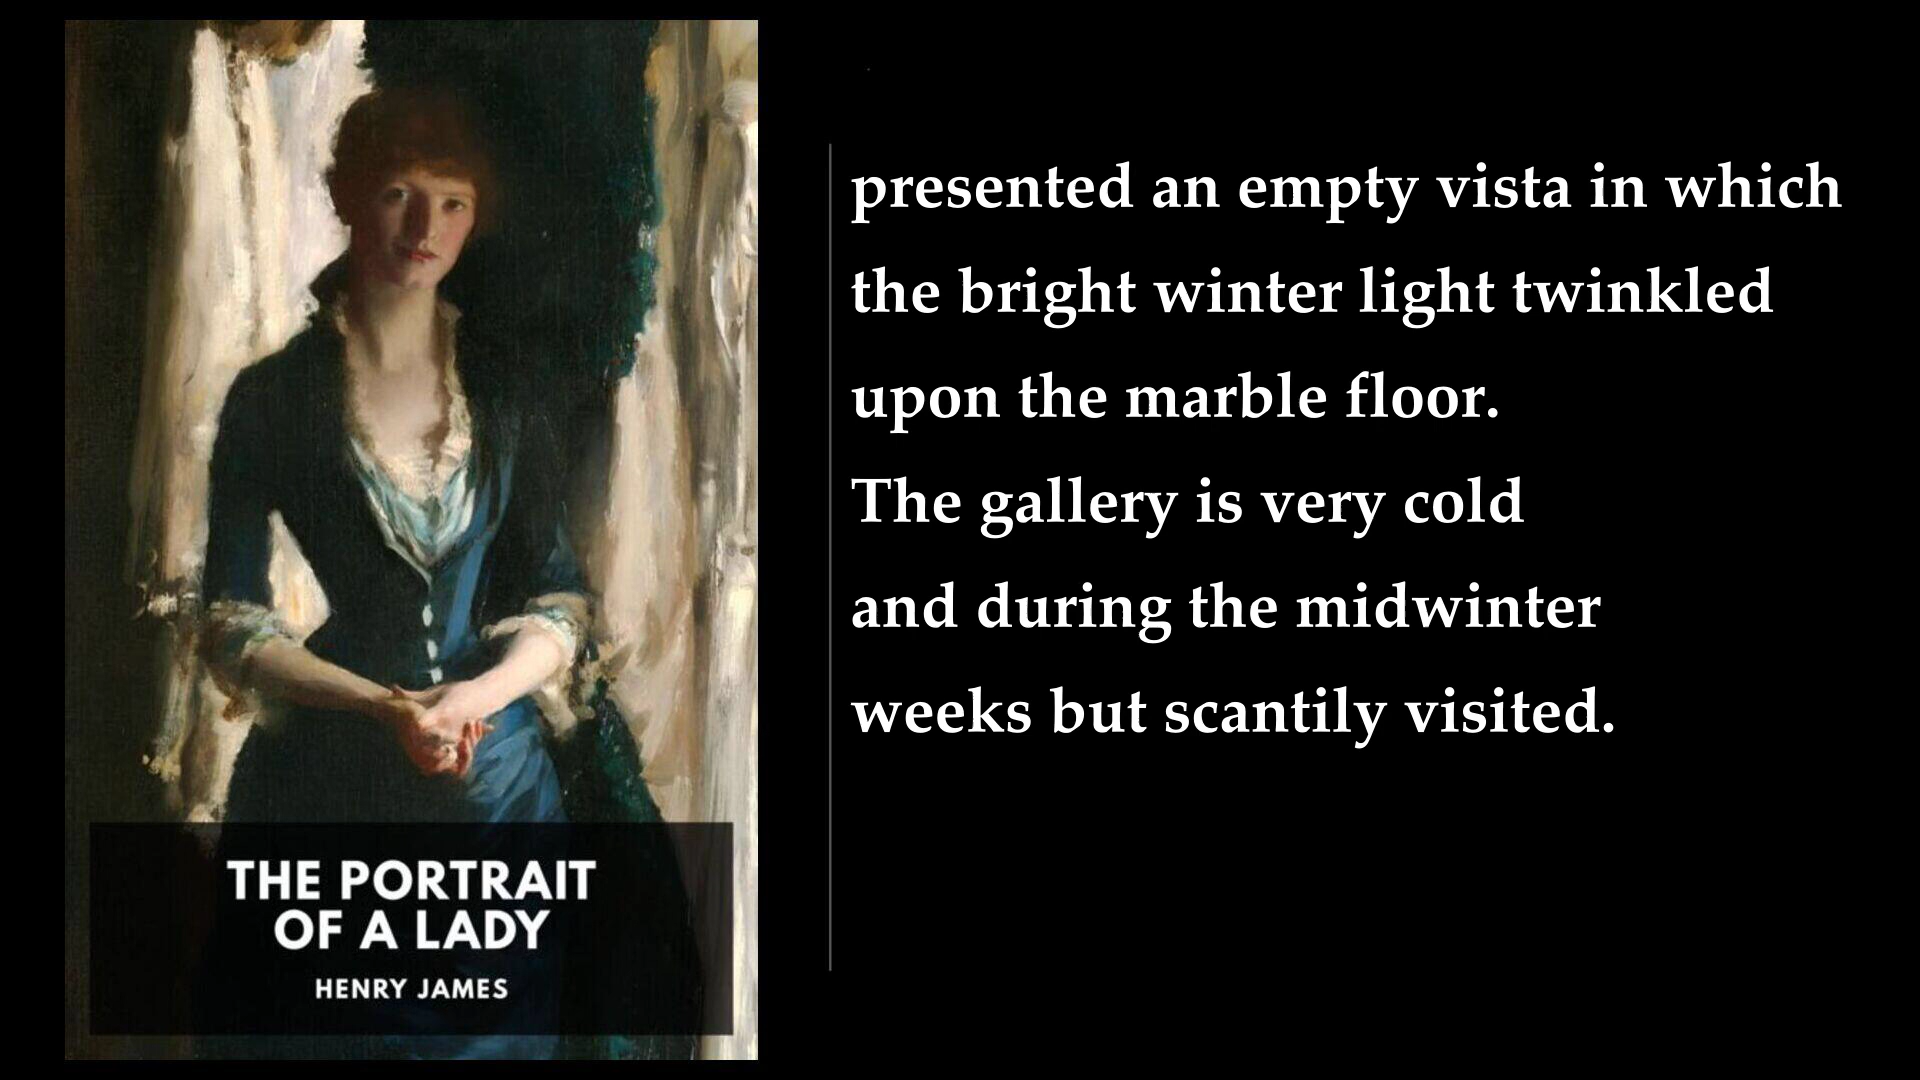 THE PORTRAIT
OF A LADY
HENRY JAMES
presented an empty vista in which
the bright winter light twinkled
upon the marble floor.
The gallery is very cold
and during the midwinter
weeks but scantily visited.